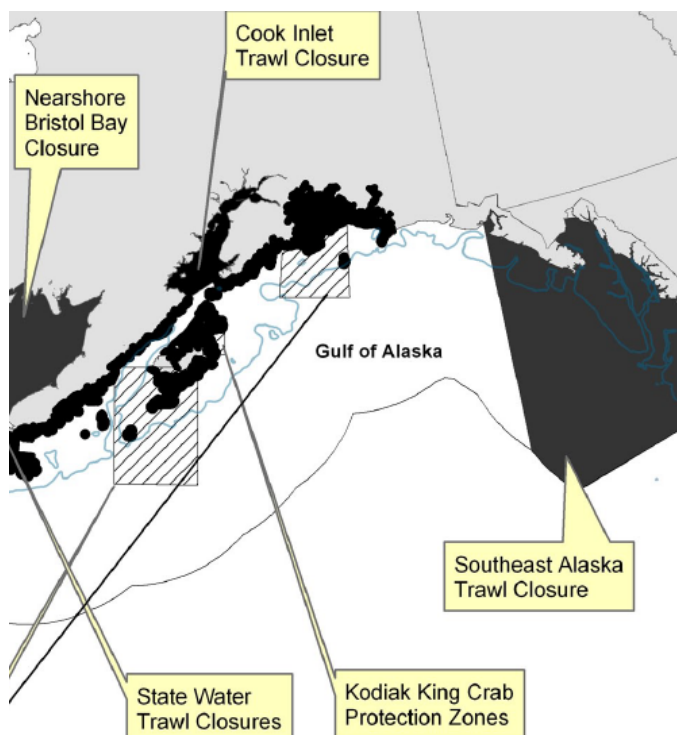 Cook Inlet
Trawl Closure
Nearshore
Bristol Bay
Closure
Gulf of Alaska
Southeast Alaska
Trawl Closure
State Water
Trawl Closures
Kodiak King Crab
Protection Zones